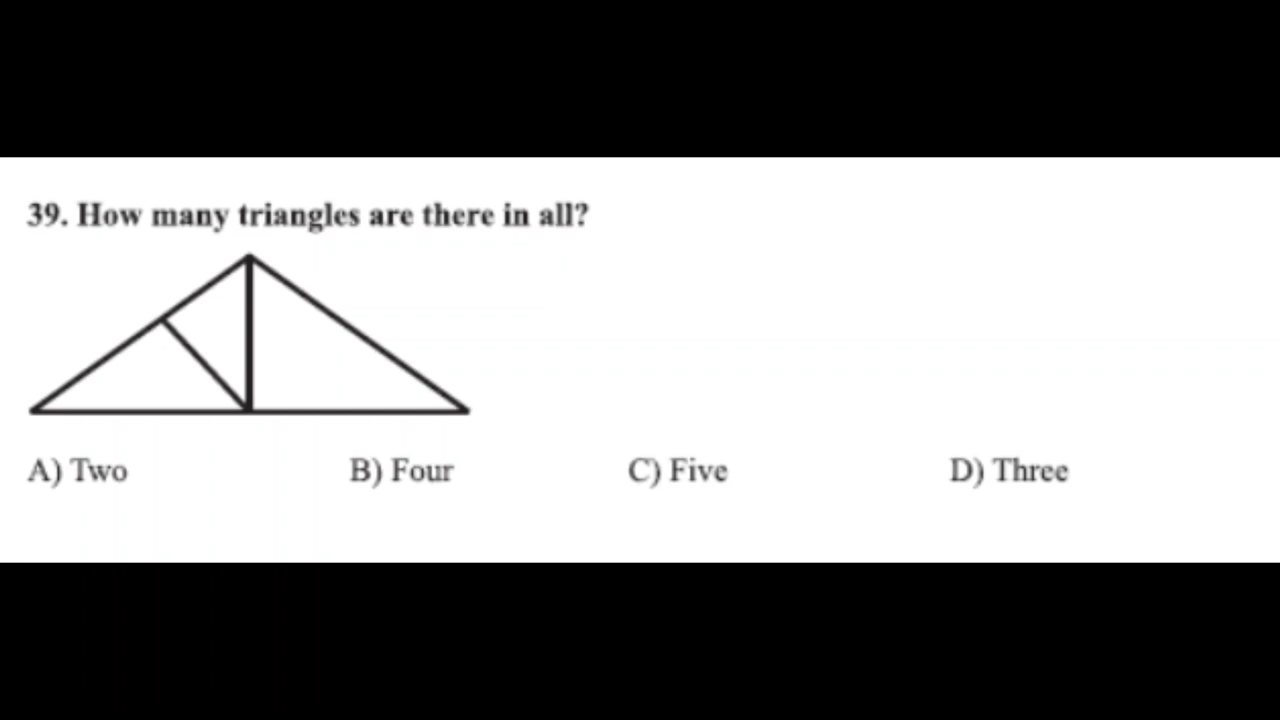 39. How many triangles are there in all?
A) Two B) Four C) Five D) Three